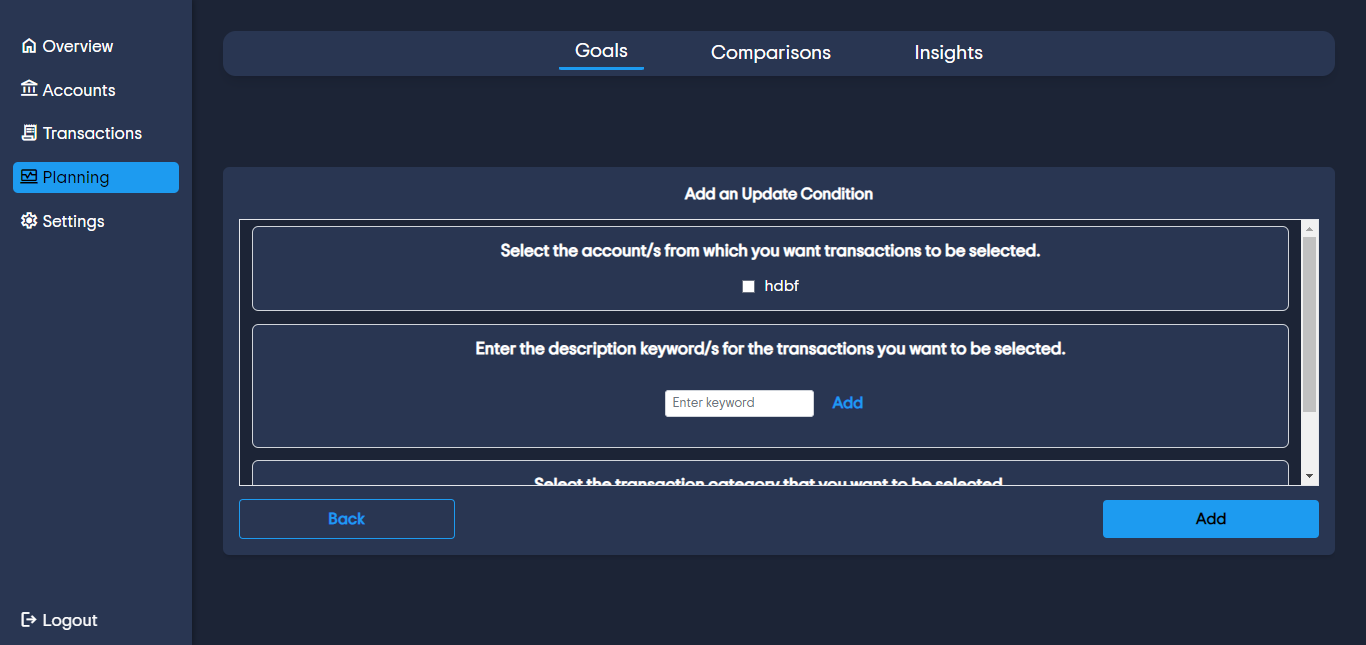 Overview
Accounts
Transactions
Planning
Settings
Logout
Goals
Comparisons
Insights
Add an Update Condition
Select the account/s from which you want transactions to be selected.
hdbf
Enter the description keyword/s for the transactions you want to be selected.
Enter keyword
Add
Select the transaction category that you want to be selected
Back
Add